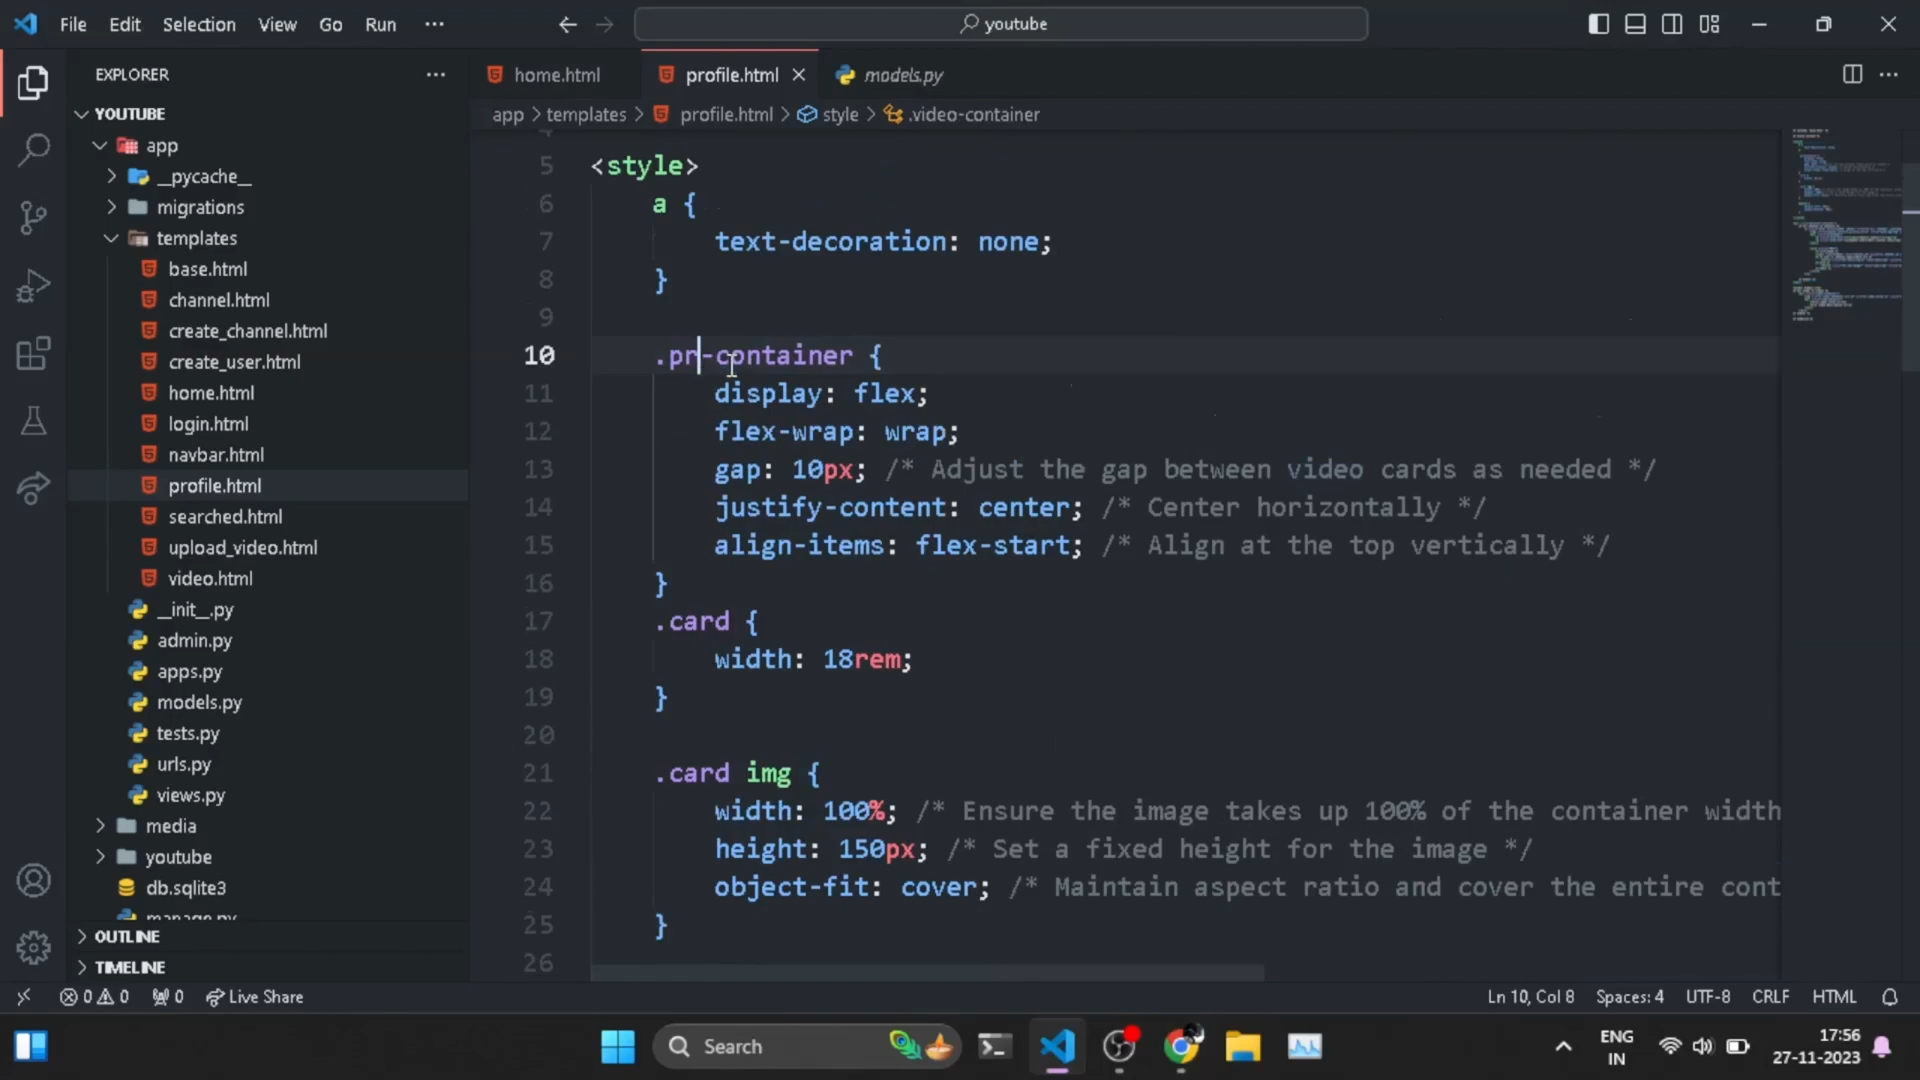 File Edit Selection View Go Run ...
youtube
EXPLORER ...
home.html profile.html models.py
YOUTUBE
app > templates > profile.html > style > .video-container
app
__pycache__
migrations
templates
base.html
channel.html
create_channel.html
create_user.html
home.html
login.html
navbar.html
profile.html
searched.html
upload_video.html
video.html
__init__.py
admin.py
apps.py
models.py
tests.py
urls.py
views.py
media
youtube
db.sqlite3
manage.py
OUTLINE
TIMELINE
5 <style>
6 a {
7 text-decoration: none;
8 }
9
10 .pr-container {
11 display: flex;
12 flex-wrap: wrap;
13 gap: 10px; /* Adjust the gap between video cards as needed */
14 justify-content: center; /* Center horizontally */
15 align-items: flex-start; /* Align at the top vertically */
16 }
17 .card {
18 width: 18rem;
19 }
20
21 .card img {
22 width: 100%; /* Ensure the image takes up 100% of the container width
23 height: 150px; /* Set a fixed height for the image */
24 object-fit: cover; /* Maintain aspect ratio and cover the entire cont
25 }
26
0 0 0 Live Share
Ln 10, Col 8 Spaces: 4 UTF-8 CRLF HTML
Search
ENG
IN
17:56
27-11-2023